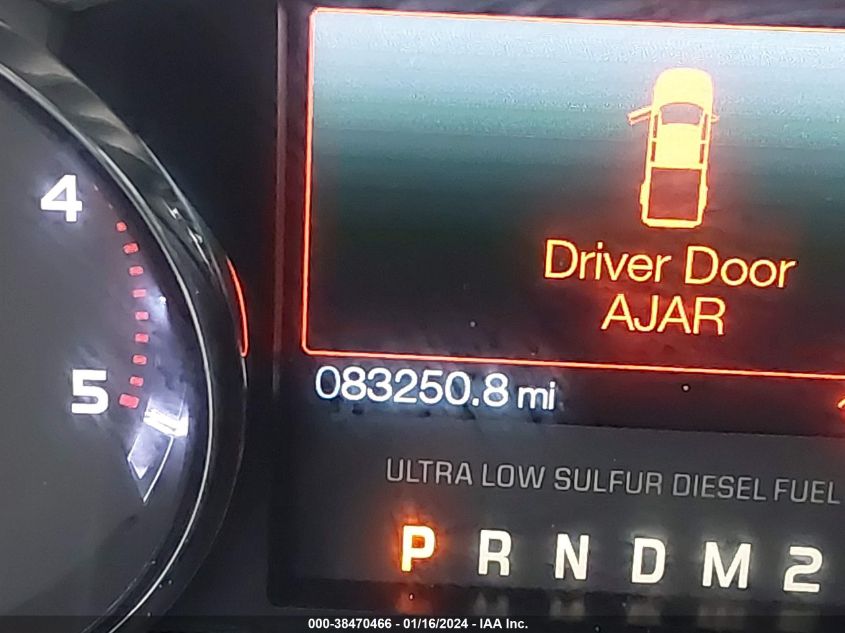 4
5
Driver Door
AJAR
083250.8 mi
ULTRA LOW SULFUR DIESEL FUEL
P R N D M 2
000-38470466 - 01/16/2024 - IAA Inc.